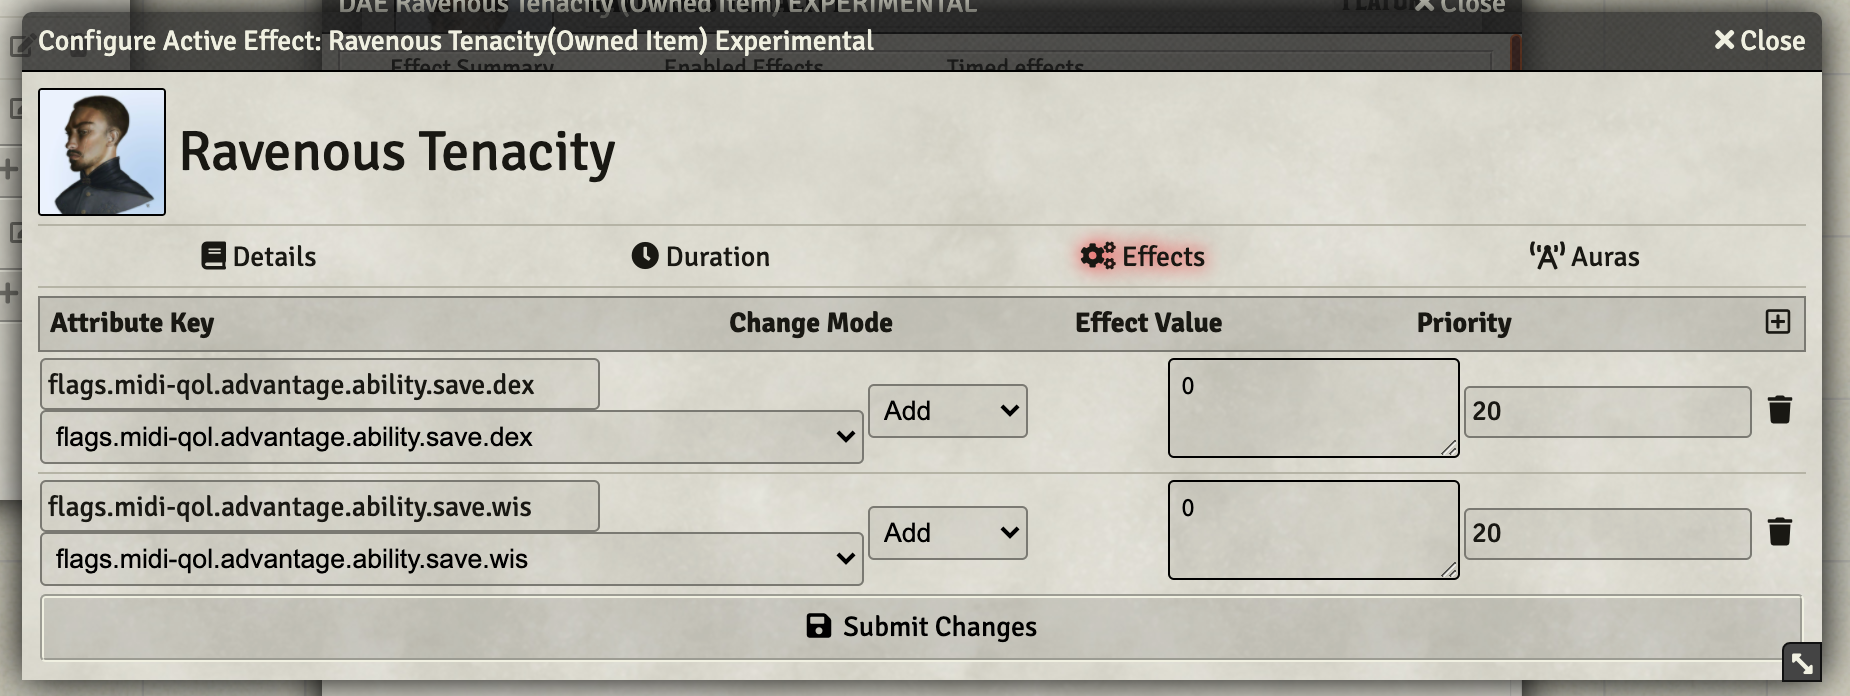 DAE Ravenous Tenacity (Owned Item) EXPERIMENTAL
Close
Configure Active Effect: Ravenous Tenacity(Owned Item) Experimental
Close
Effect Summary Enabled Effects Timed effects
Ravenous Tenacity
Details Duration Effects Auras
Attribute Key Change Mode Effect Value Priority
flags.midi-qol.advantage.ability.save.dex
flags.midi-qol.advantage.ability.save.dex
Add
0
20
flags.midi-qol.advantage.ability.save.wis
flags.midi-qol.advantage.ability.save.wis
Add
0
20
Submit Changes